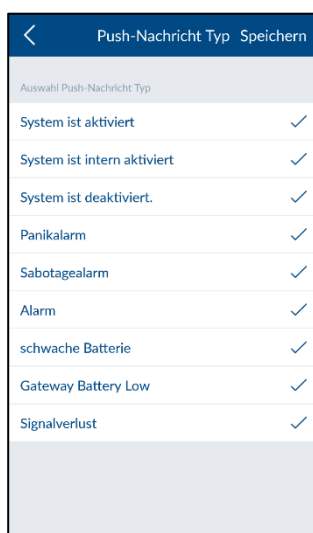 Push-Nachricht Typ Speichern
Auswahl Push-Nachricht Typ
System ist aktiviert
System ist intern aktiviert
System ist deaktiviert.
Panikalarm
Sabotagealarm
Alarm
schwache Batterie
Gateway Battery Low
Signalverlust